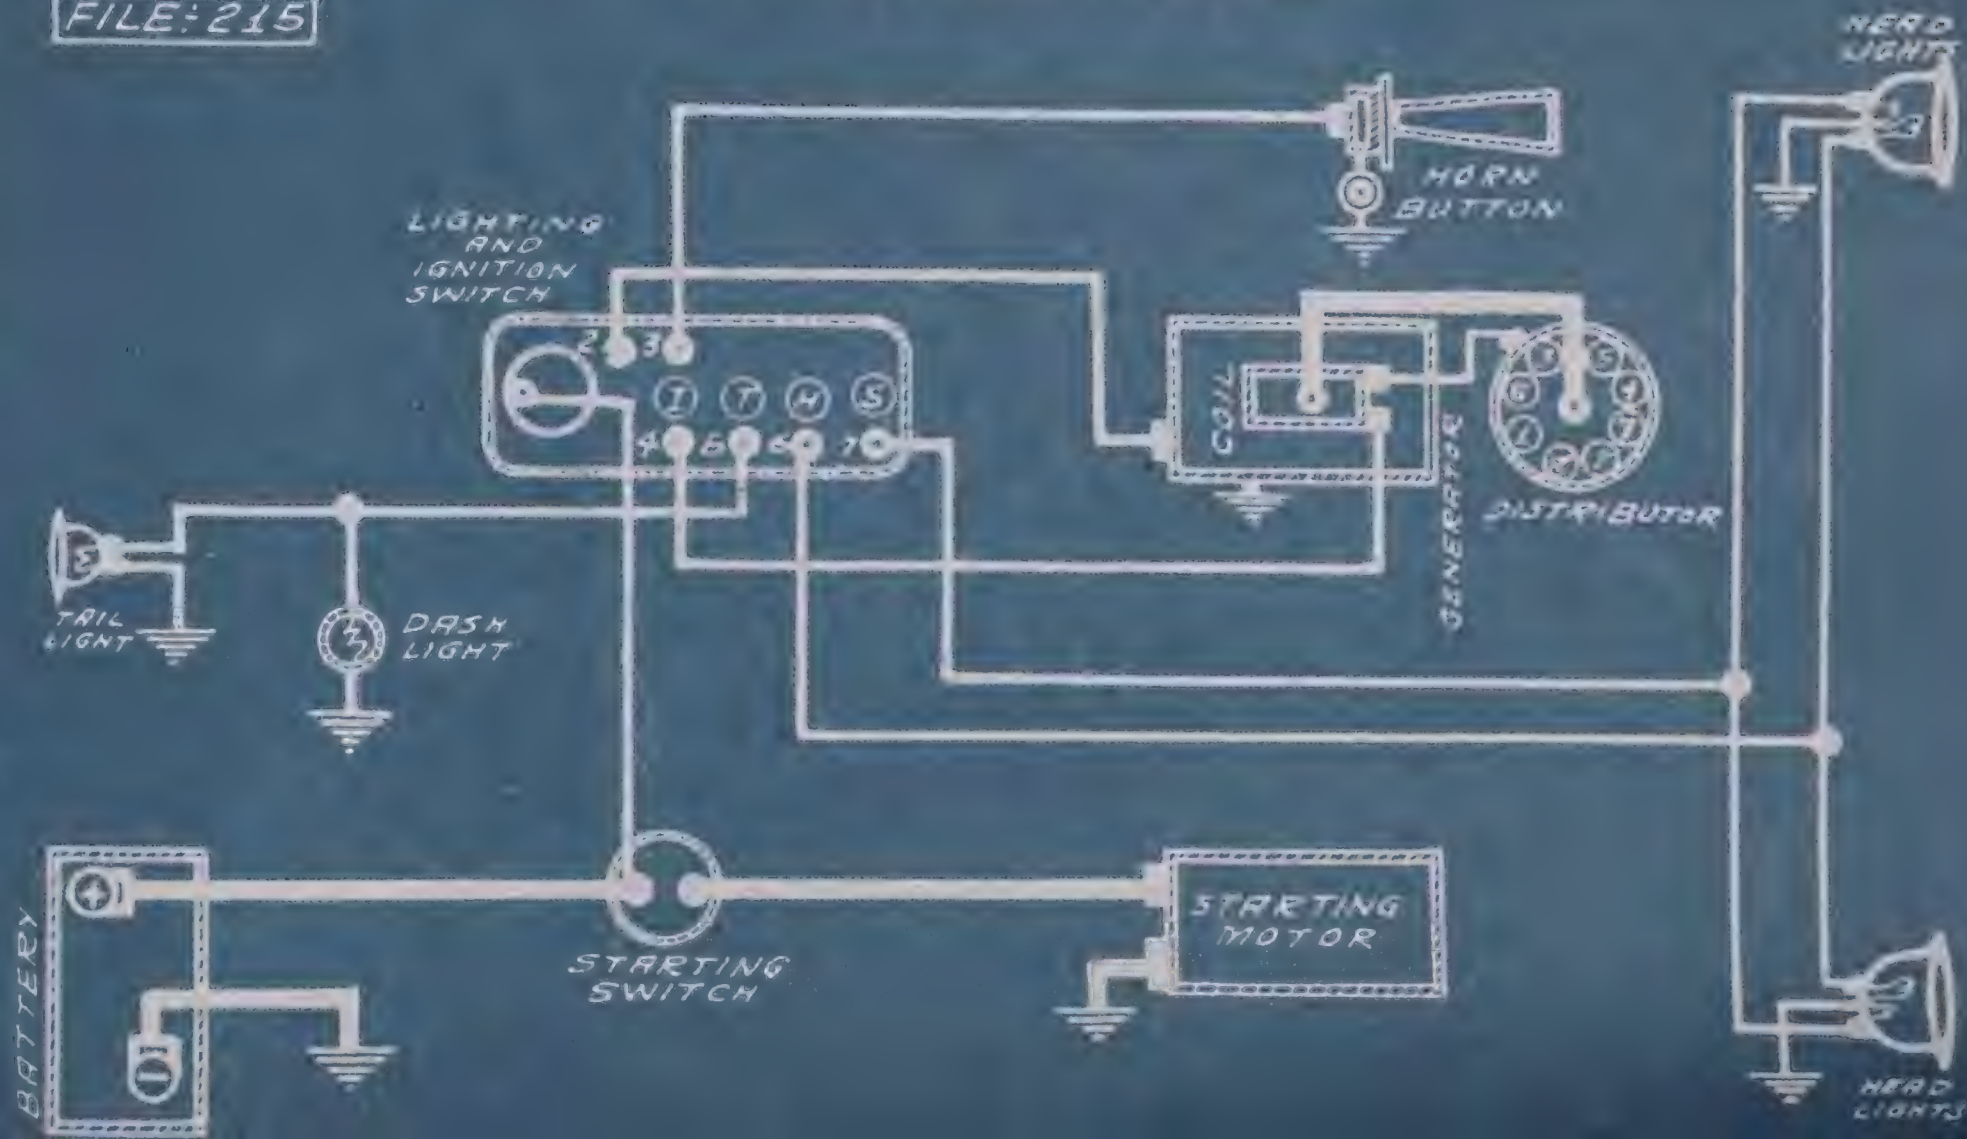 FILE:-215
HEAD
LIGHTS
HORN
BUTTON
LIGHTING
AND
IGNITION
SWITCH
2 3
I T H S
4 5 6 7
COIL
GENERATOR
DISTRIBUTOR
TAIL
LIGHT
DASH
LIGHT
BATTERY
+
-
STARTING
SWITCH
STARTING
MOTOR
HEAD
LIGHTS